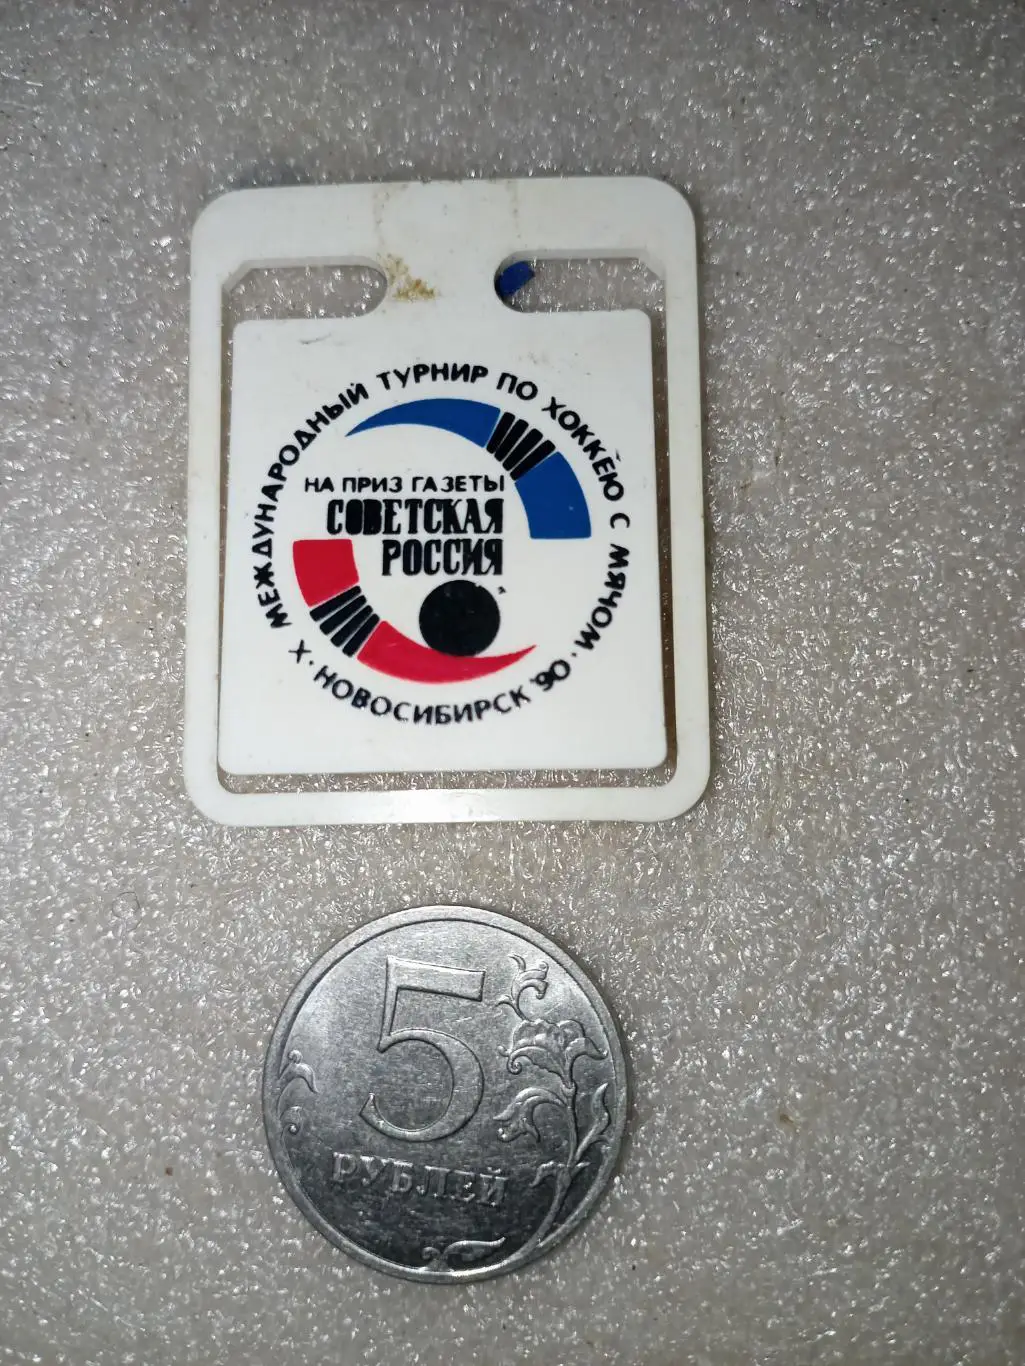 X МЕЖДУНАРОДНЫЙ ТУРНИР ПО ХОККЕЮ С МЯЧОМ
НА ПРИЗ ГАЗЕТЫ
СОВЕТСКАЯ
РОССИЯ
· НОВОСИБИРСК '90 ·
5
РУБЛЕЙ